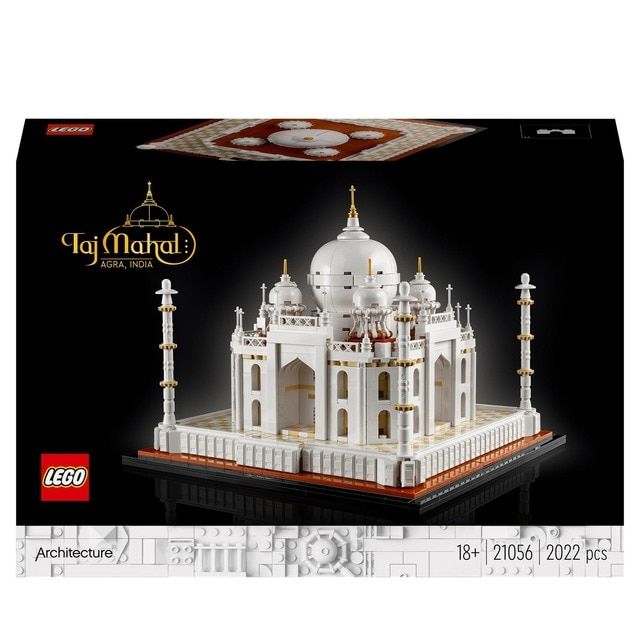 LEGO
Taj Mahal
AGRA, INDIA
LEGO
Architecture
18+ 21056 2022 pcs